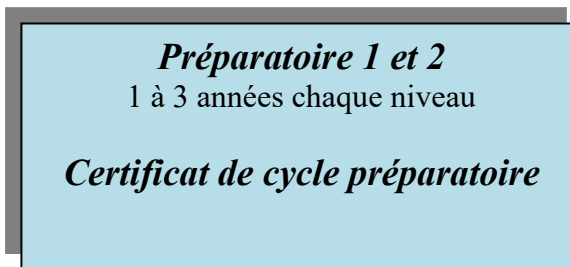 Préparatoire 1 et 2
1 à 3 années chaque niveau
Certificat de cycle préparatoire